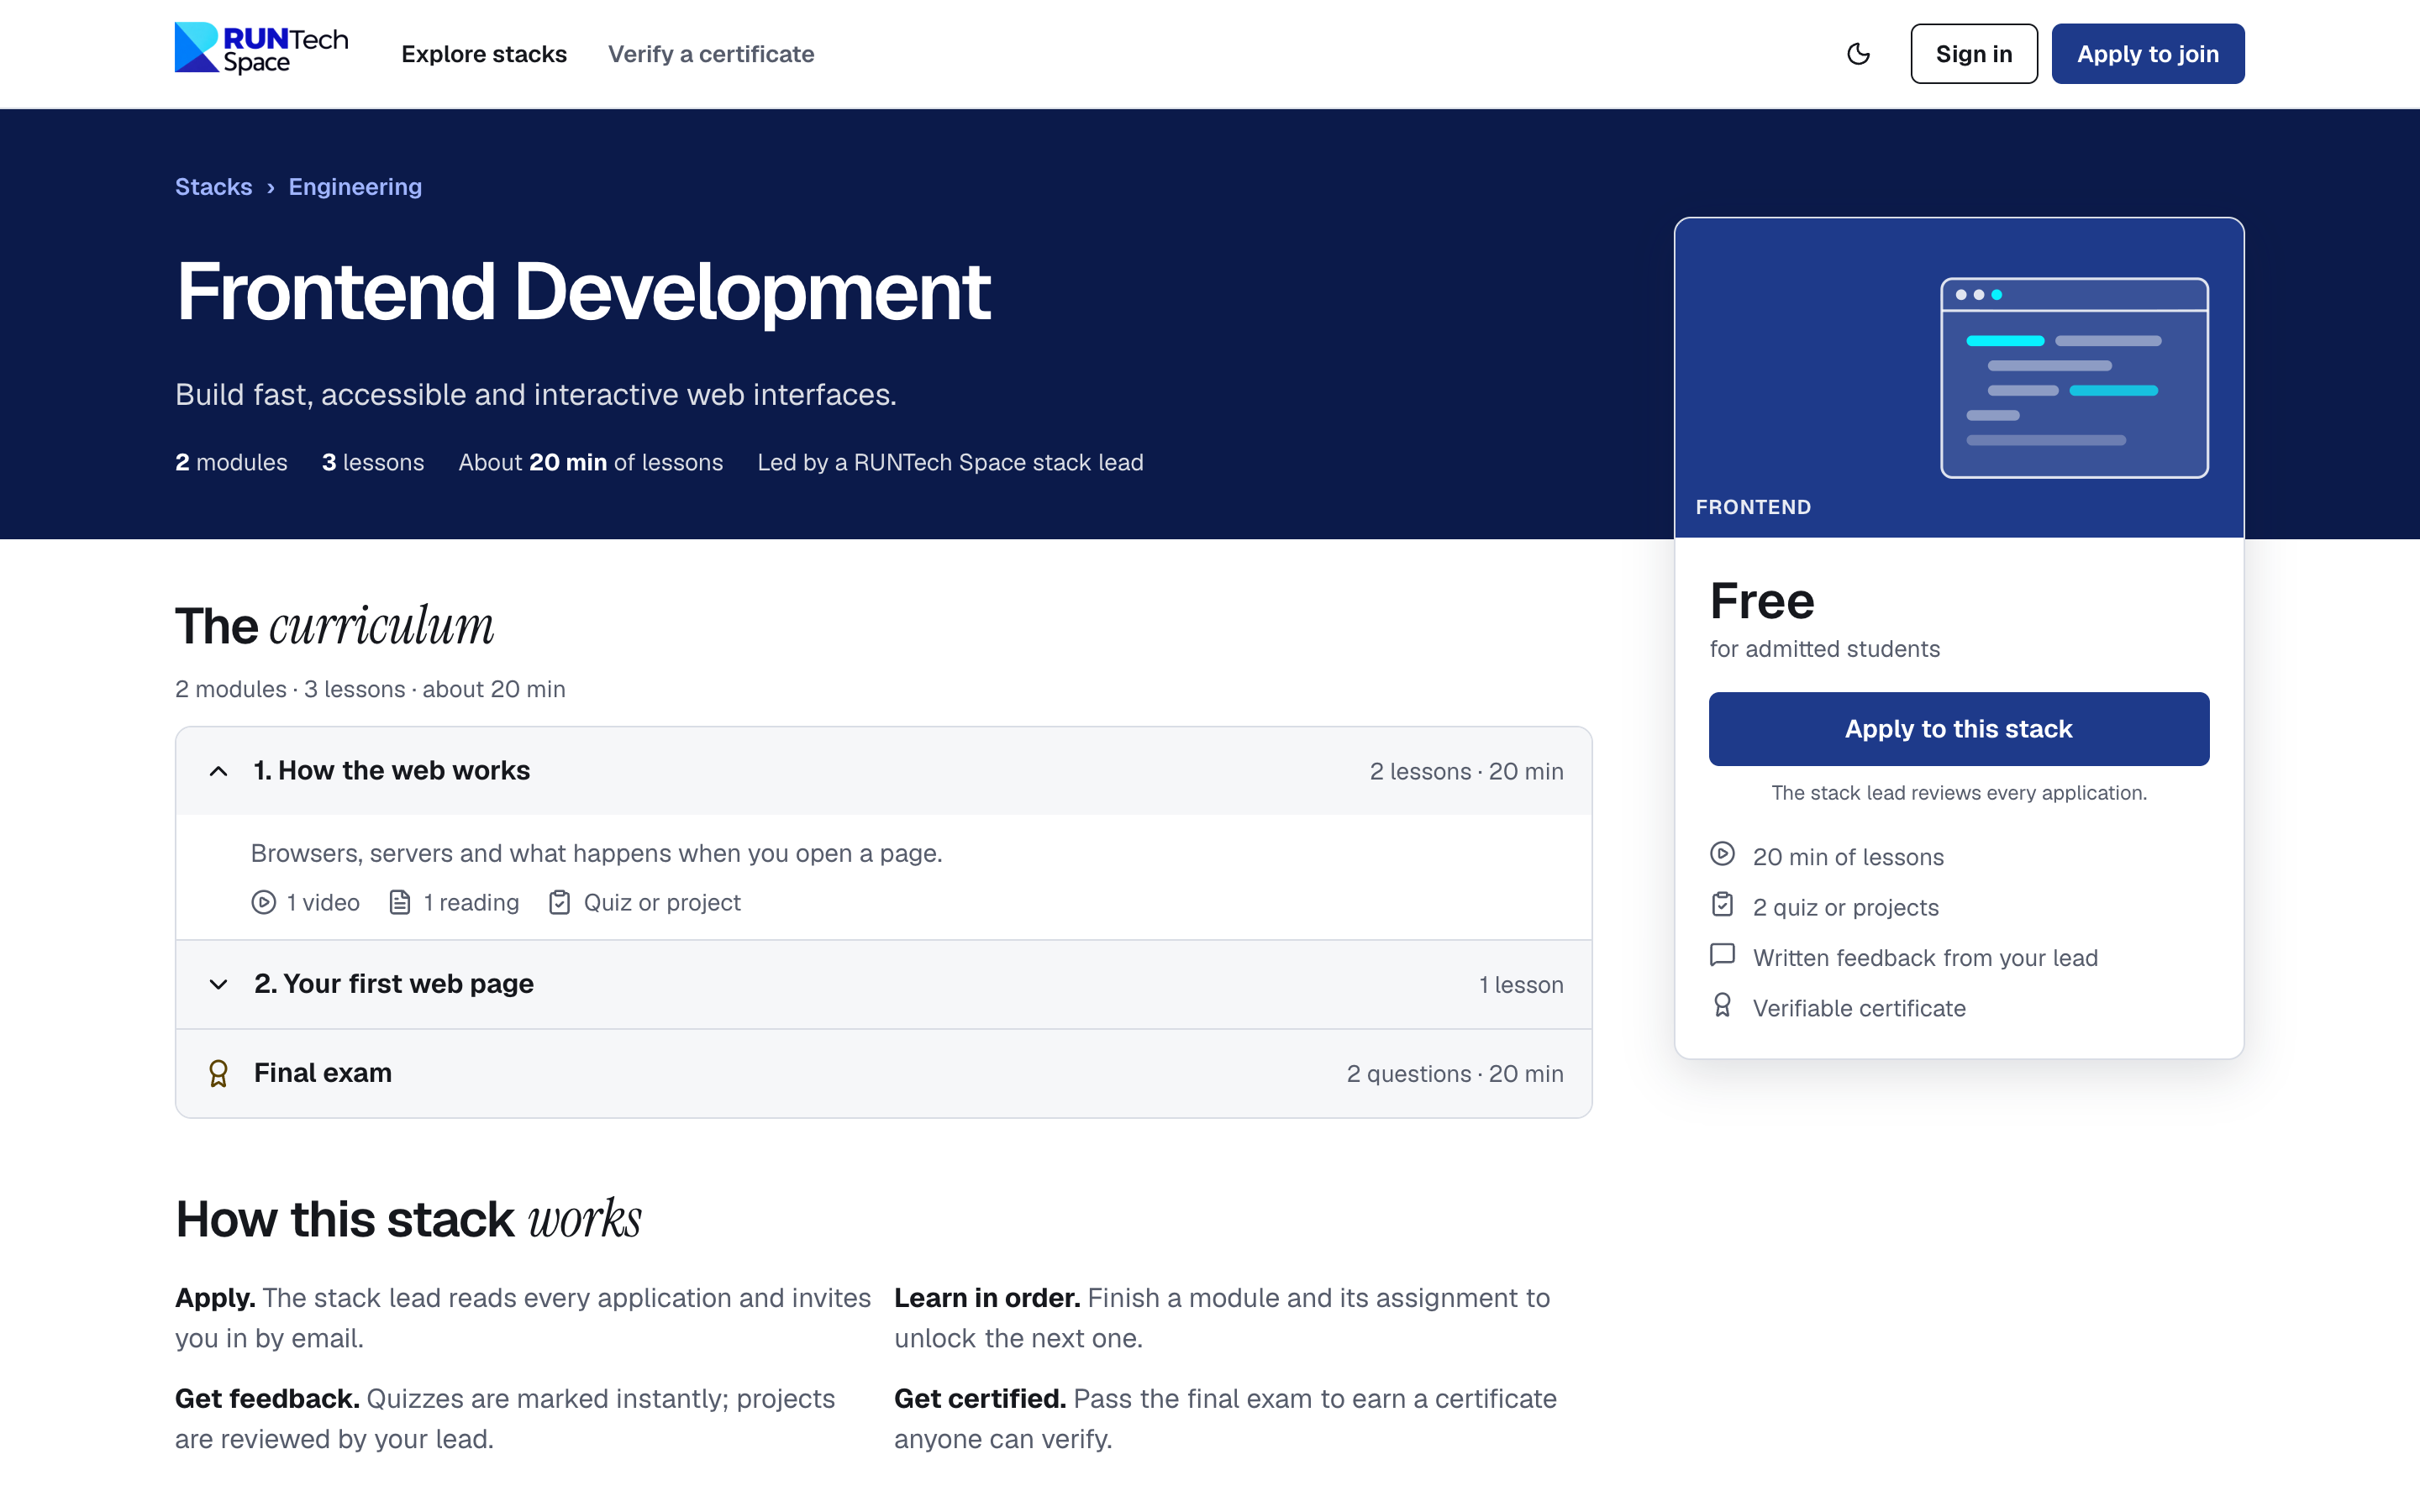 RUNTech Space
Explore stacks
Verify a certificate
Sign in
Apply to join
Stacks › Engineering
Frontend Development
Build fast, accessible and interactive web interfaces.
2 modules 3 lessons About 20 min of lessons Led by a RUNTech Space stack lead
FRONTEND
Free
for admitted students
Apply to this stack
The stack lead reviews every application.
20 min of lessons
2 quiz or projects
Written feedback from your lead
Verifiable certificate
The curriculum
2 modules · 3 lessons · about 20 min
1. How the web works 2 lessons · 20 min
Browsers, servers and what happens when you open a page.
1 video 1 reading Quiz or project
2. Your first web page 1 lesson
Final exam 2 questions · 20 min
How this stack works
Apply. The stack lead reads every application and invites
you in by email.
Learn in order. Finish a module and its assignment to
unlock the next one.
Get feedback. Quizzes are marked instantly; projects
are reviewed by your lead.
Get certified. Pass the final exam to earn a certificate
anyone can verify.